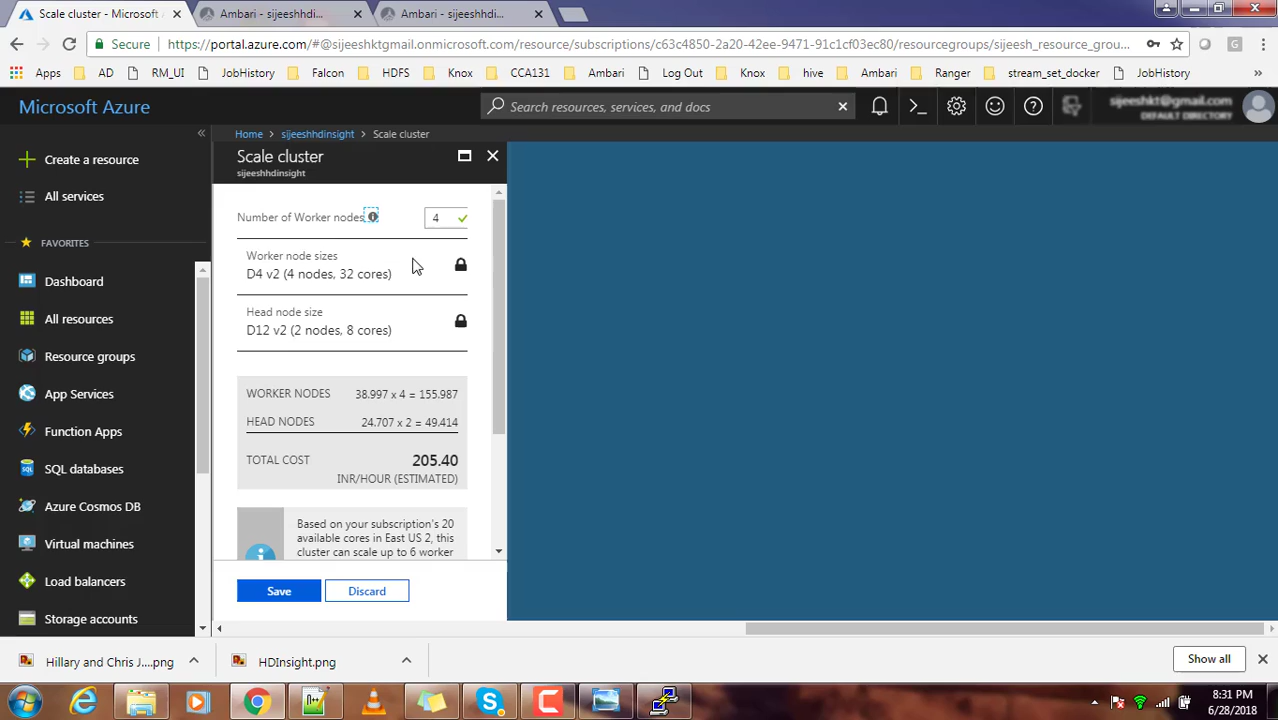 Scale cluster - Microsoft A
Ambari - sijeeshhdi...
Ambari - sijeeshdi...
Secure
https://portal.azure.com/#@sijeeshktgmail.onmicrosoft.com/resource/subscriptions/c63c4850-2a20-42ee-9471-91c1cf03ec80/resourcegroups/sijeesh_resource_grou...
Apps
AD
RM_UI
JobHistory
Falcon
HDFS
Knox
CCA131
Ambari
Log Out
Knox
hive
Ambari
Ranger
stream_set_docker
JobHistory
»
Microsoft Azure
Search resources, services, and docs
sijeeshkt@gmail.com
DEFAULT DIRECTORY
Home
sijeeshhdinsight
Scale cluster
Create a resource
All services
FAVORITES
Dashboard
All resources
Resource groups
App Services
Function Apps
SQL databases
Azure Cosmos DB
Virtual machines
Load balancers
Storage accounts
Scale cluster
sijeeshhdinsight
Number of Worker nodes
4
Worker node sizes
D4 v2 (4 nodes, 32 cores)
Head node size
D12 v2 (2 nodes, 8 cores)
WORKER NODES 38.997 x 4 = 155.987
HEAD NODES 24.707 x 2 = 49.414
TOTAL COST 205.40
INR/HOUR (ESTIMATED)
Based on your subscription's 20
available cores in East US 2, this
cluster can scale up to 6 worker
Save
Discard
Hillary and Chris J....png
HDInsight.png
Show all
8:31 PM
6/28/2018